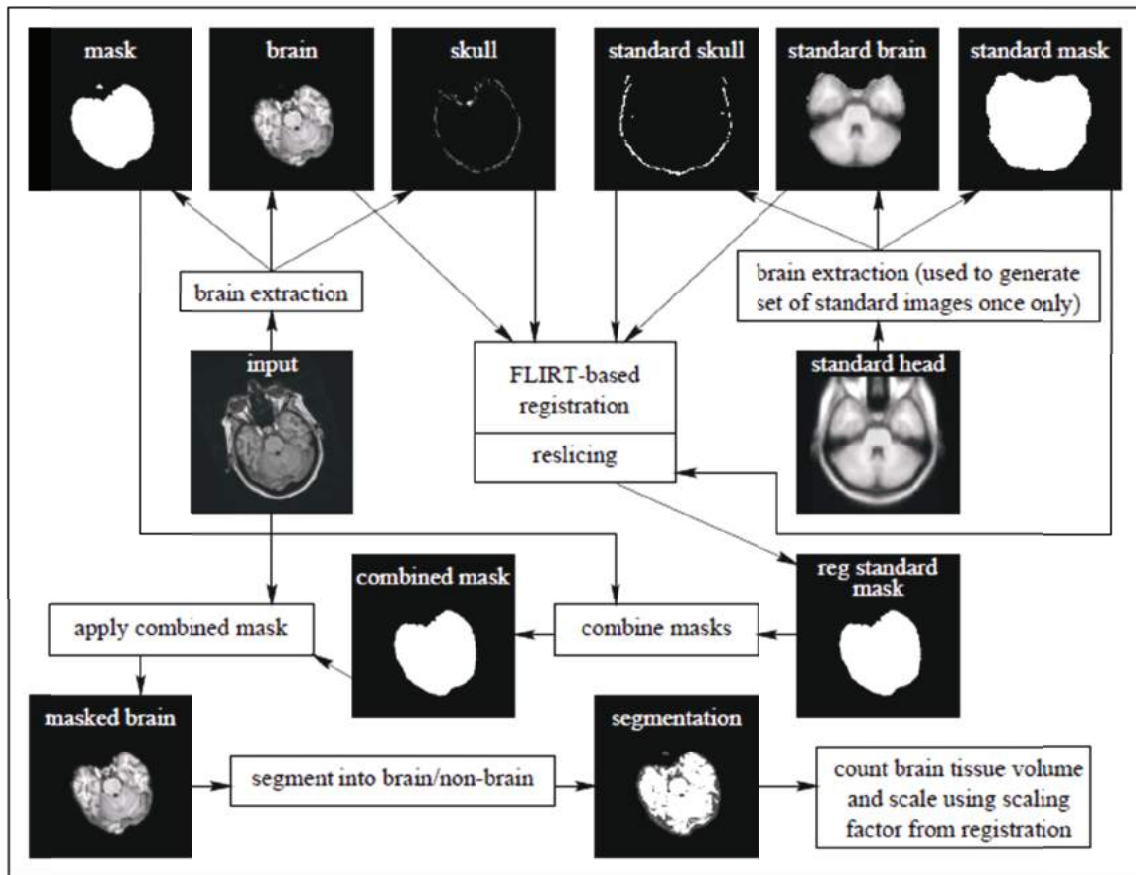 mask
brain
skull
standard skull
standard brain
standard mask
brain extraction
brain extraction (used to generate
set of standard images once only)
input
FLIRT-based
registration
reslicing
standard head
combined mask
reg standard
mask
apply combined mask
combine masks
masked brain
segment into brain/non-brain
segmentation
count brain tissue volume
and scale using scaling
factor from registration